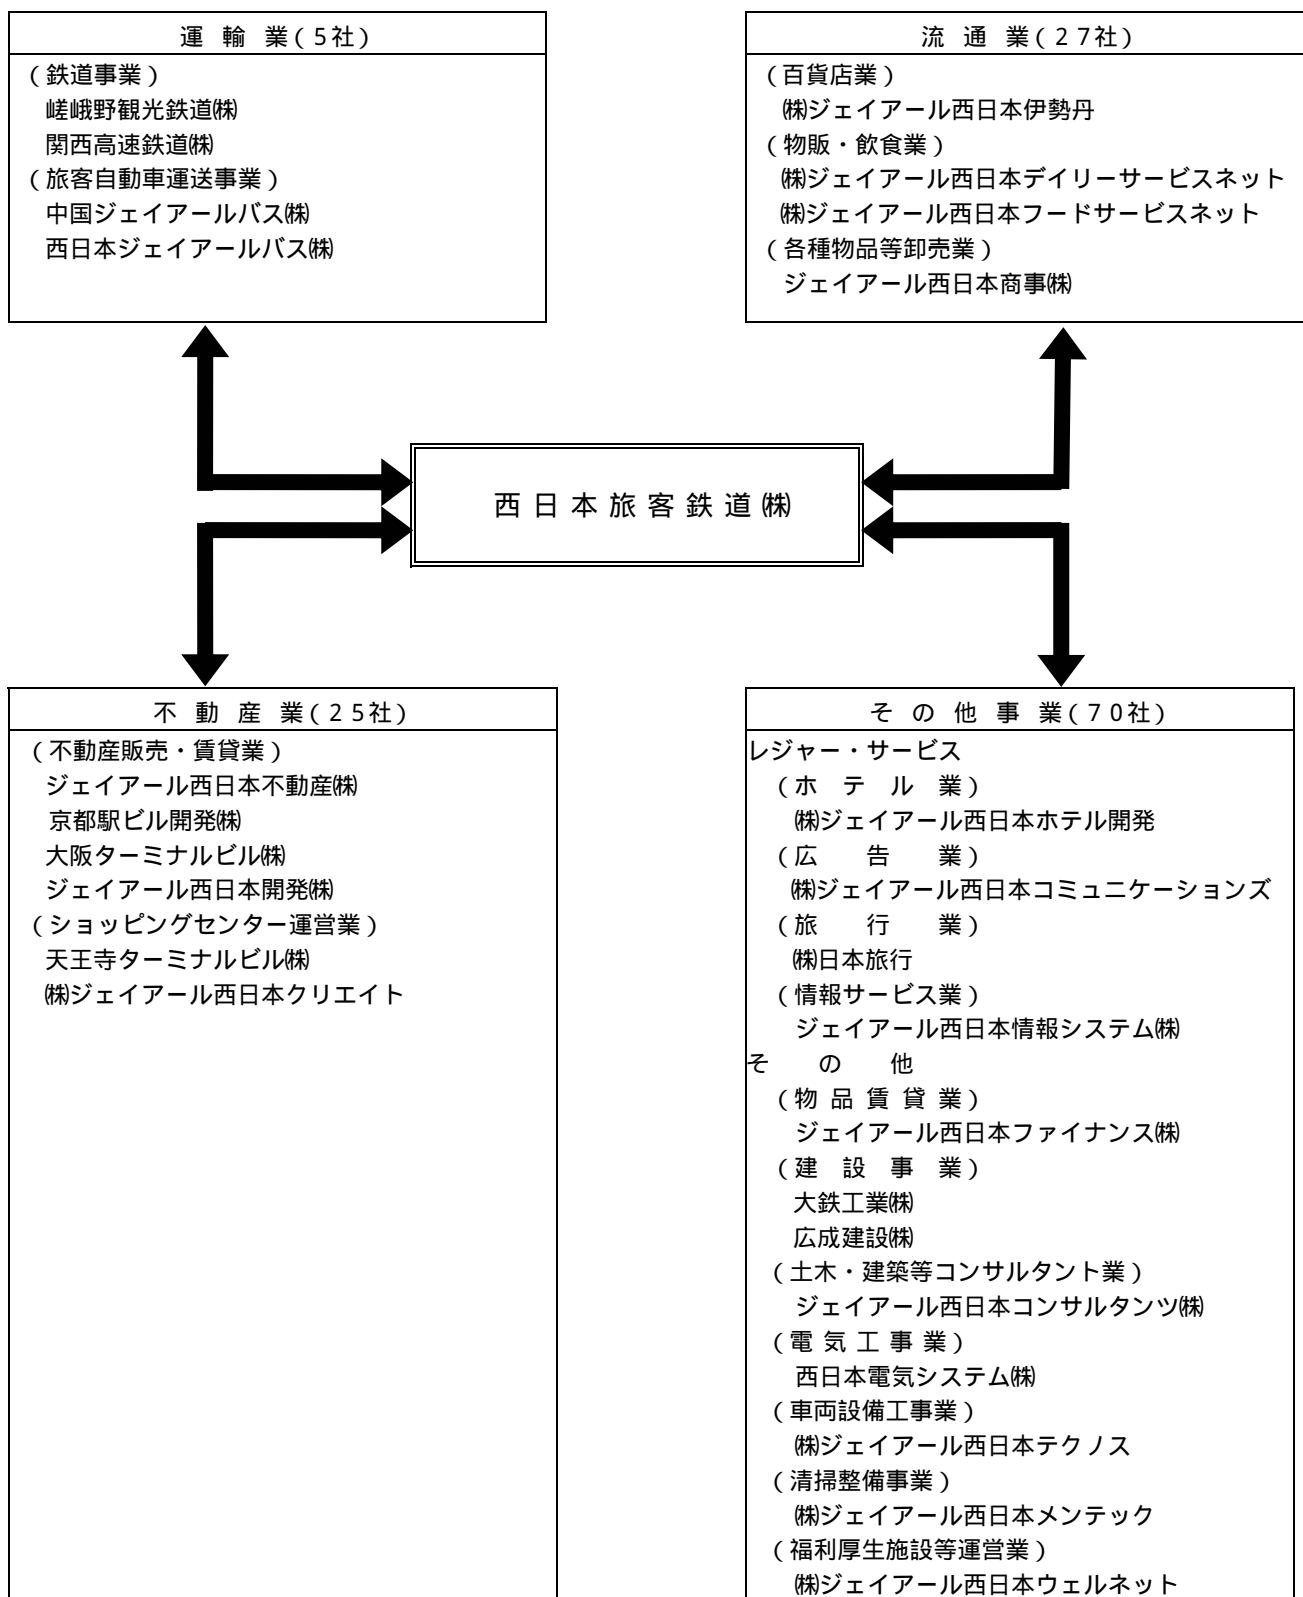 運 輸 業(5社)
(鉄道事業)
嵯峨野観光鉄道㈱
関西高速鉄道㈱
(旅客自動車運送事業)
中国ジェイアールバス㈱
西日本ジェイアールバス㈱
流 通 業(27社)
(百貨店業)
㈱ジェイアール西日本伊勢丹
(物販・飲食業)
㈱ジェイアール西日本デイリーサービスネット
㈱ジェイアール西日本フードサービスネット
(各種物品等卸売業)
ジェイアール西日本商事㈱
西日本旅客鉄道㈱
不 動 産 業(25社)
(不動産販売・賃貸業)
ジェイアール西日本不動産㈱
京都駅ビル開発㈱
大阪ターミナルビル㈱
ジェイアール西日本開発㈱
(ショッピングセンター運営業)
天王寺ターミナルビル㈱
㈱ジェイアール西日本クリエイト
そ の 他 事 業(70社)
レジャー・サービス
(ホ テ ル 業)
㈱ジェイアール西日本ホテル開発
(広 告 業)
㈱ジェイアール西日本コミュニケーションズ
(旅 行 業)
㈱日本旅行
(情報サービス業)
ジェイアール西日本情報システム㈱
そ の 他
(物 品 賃 貸 業)
ジェイアール西日本ファイナンス㈱
(建 設 事 業)
大鉄工業㈱
広成建設㈱
(土木・建築等コンサルタント業)
ジェイアール西日本コンサルタンツ㈱
(電 気 工 事 業)
西日本電気システム㈱
(車両設備工事業)
㈱ジェイアール西日本テクノス
(清掃整備事業)
㈱ジェイアール西日本メンテック
(福利厚生施設等運営業)
㈱ジェイアール西日本ウェルネット